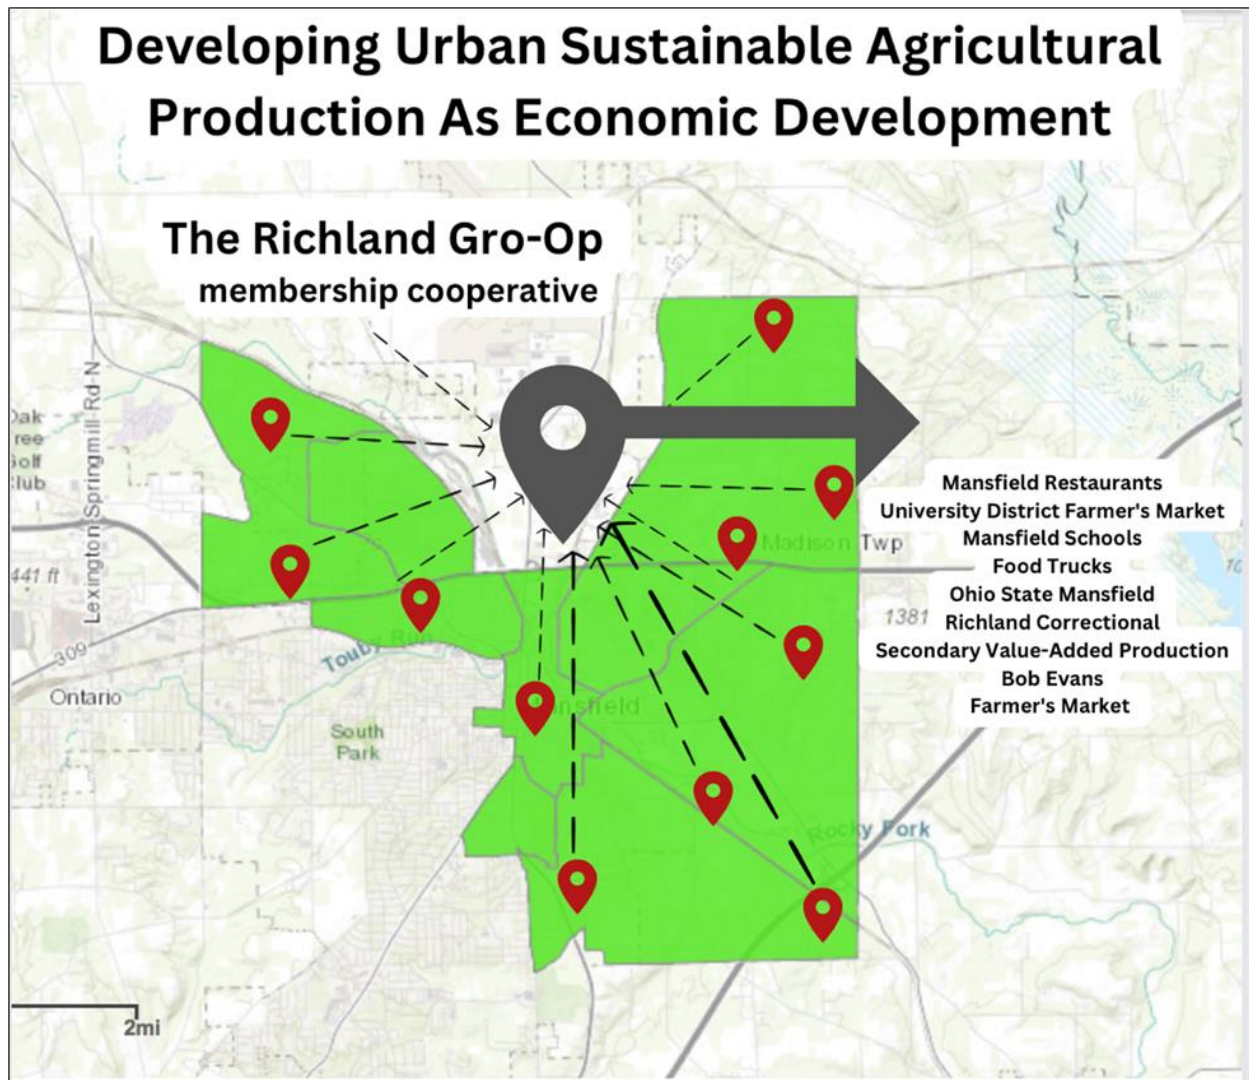 Developing Urban Sustainable Agricultural
Production As Economic Development
The Richland Gro-Op
membership cooperative
Lexington Springmill Rd N
Oak
ree
Golf
lub
441 ft
309
Ontario
Touby Run
South
Park
Mansfield
Madison Twp
1381
Rocky Fork
Mansfield Restaurants
University District Farmer's Market
Mansfield Schools
Food Trucks
Ohio State Mansfield
Richland Correctional
Secondary Value-Added Production
Bob Evans
Farmer's Market
2mi